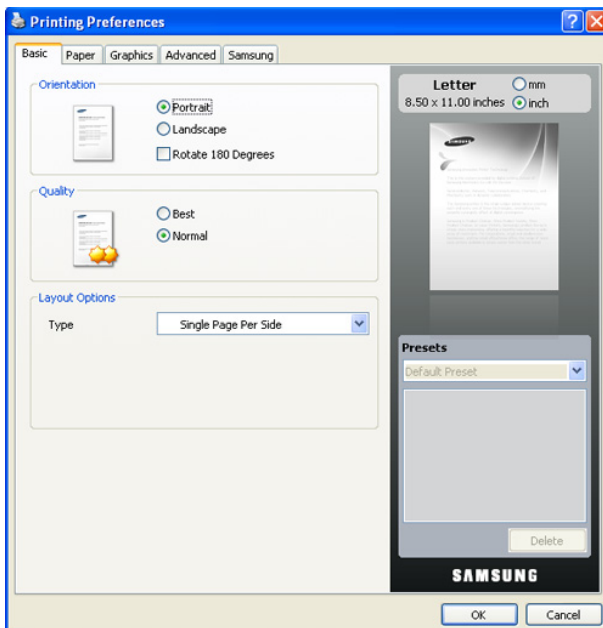 Printing Preferences
Basic Paper Graphics Advanced Samsung
Orientation
Portrait
Landscape
Rotate 180 Degrees
Quality
Best
Normal
Layout Options
Type Single Page Per Side
Letter mm
8.50 x 11.00 inches inch
Presets
Default Preset
Delete
SAMSUNG
OK Cancel